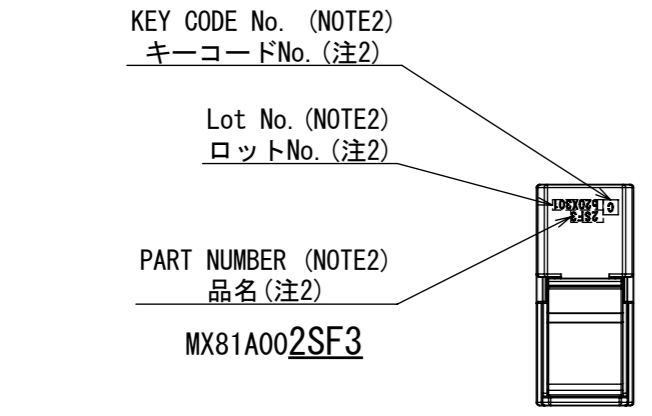 KEY CODE No. (NOTE2)
キーコードNo.(注2)
Lot No.(NOTE2)
ロットNo.(注2)
PART NUMBER (NOTE2)
品名(注2)
MX81A002SF3
2SF3
C